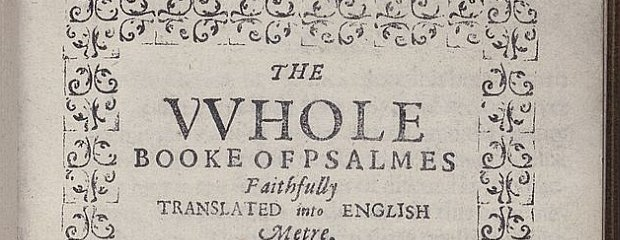 THE
VVHOLE
BOOKE OF PSALMES
Faithfully
TRANSLATED into ENGLISH
Metre.